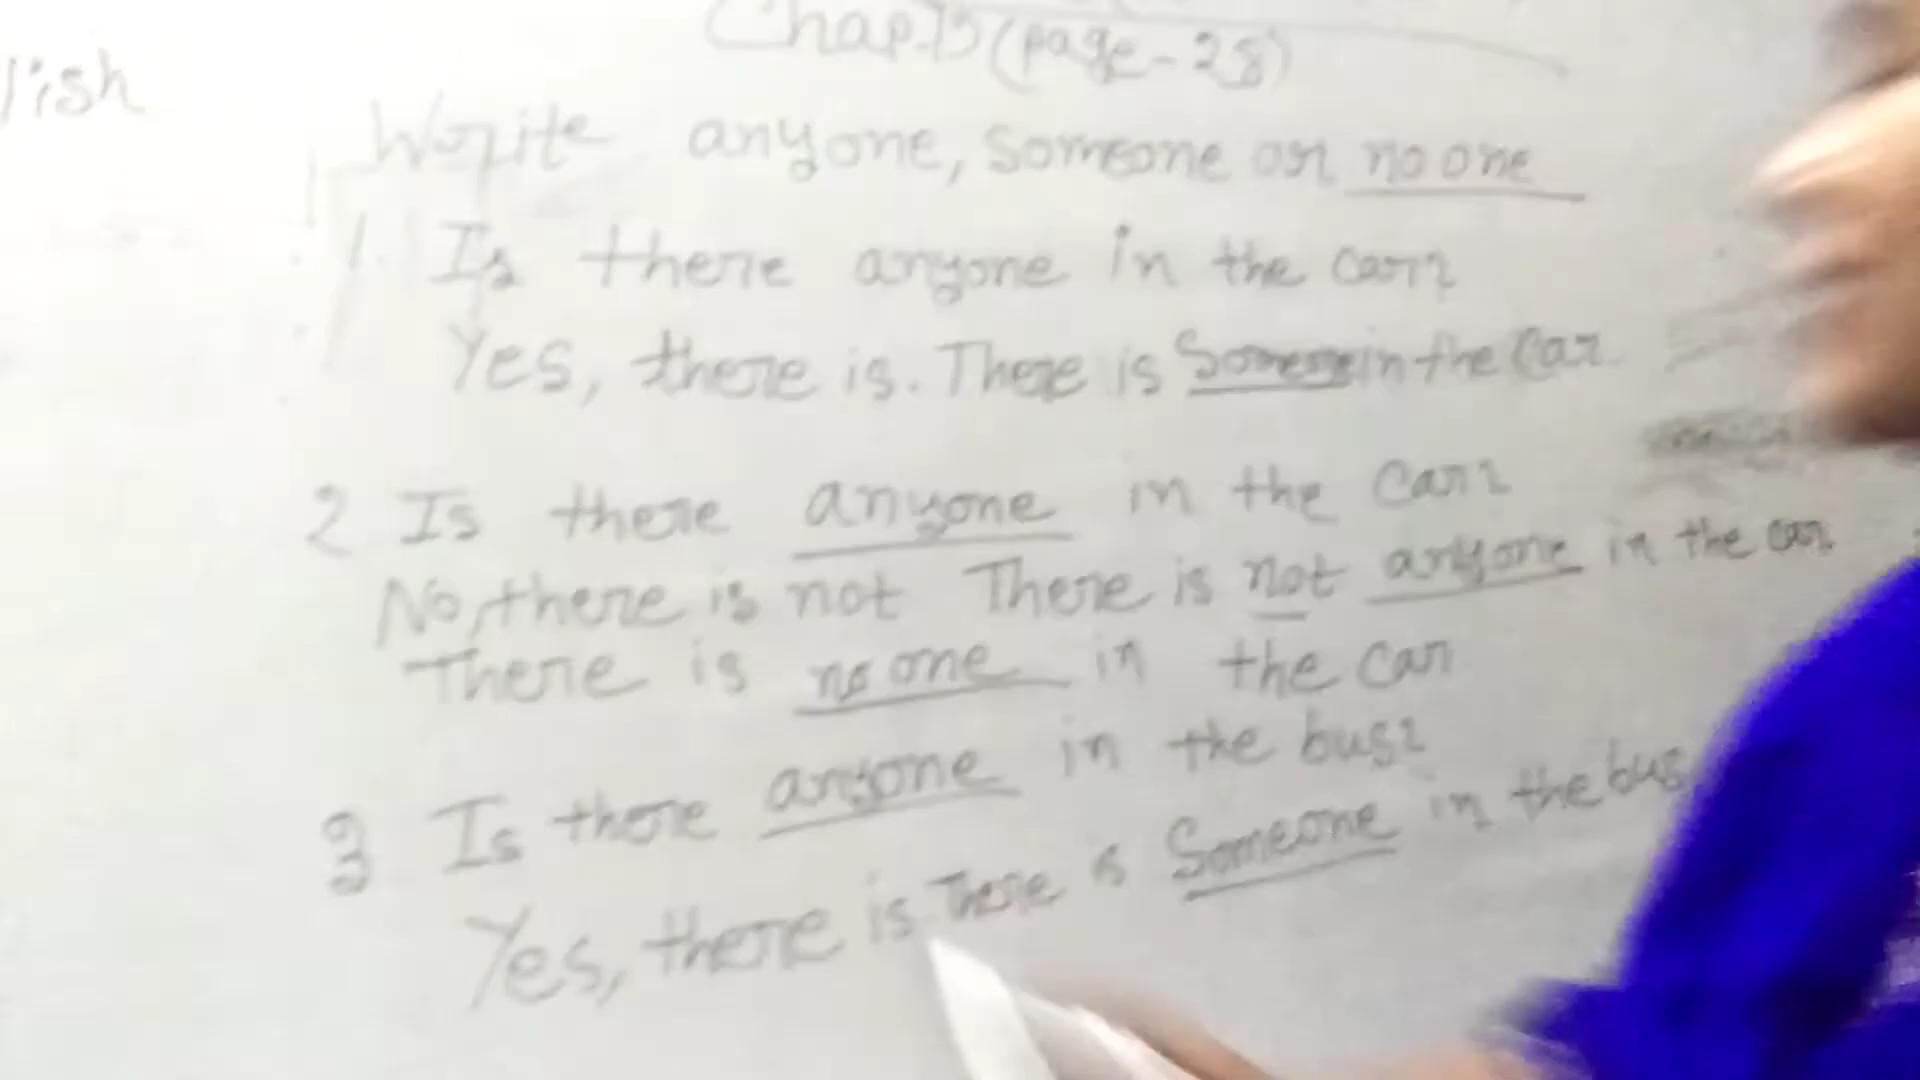 lish
Chap.15 (page-28)
Write anyone, someone or no one
1. Is there anyone in the car?
Yes, there is. There is Someone in the Car
2 Is there anyone in the car?
No, there is not There is not anyone in the car.
There is no one in the car
3 Is there anyone in the bus?
Yes, there is There is Someone in the bus